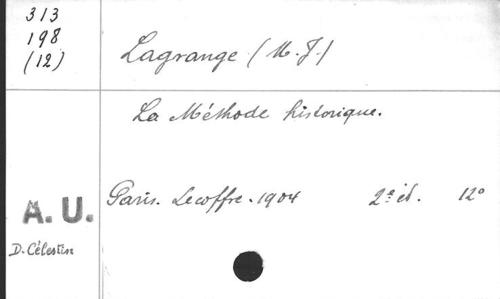 313
198
(12)
Lagrange (M. J.)
La Méthode historique.
Paris. Lecoffre. 1904 2e éd. 12°
A. U.
D. Célestin